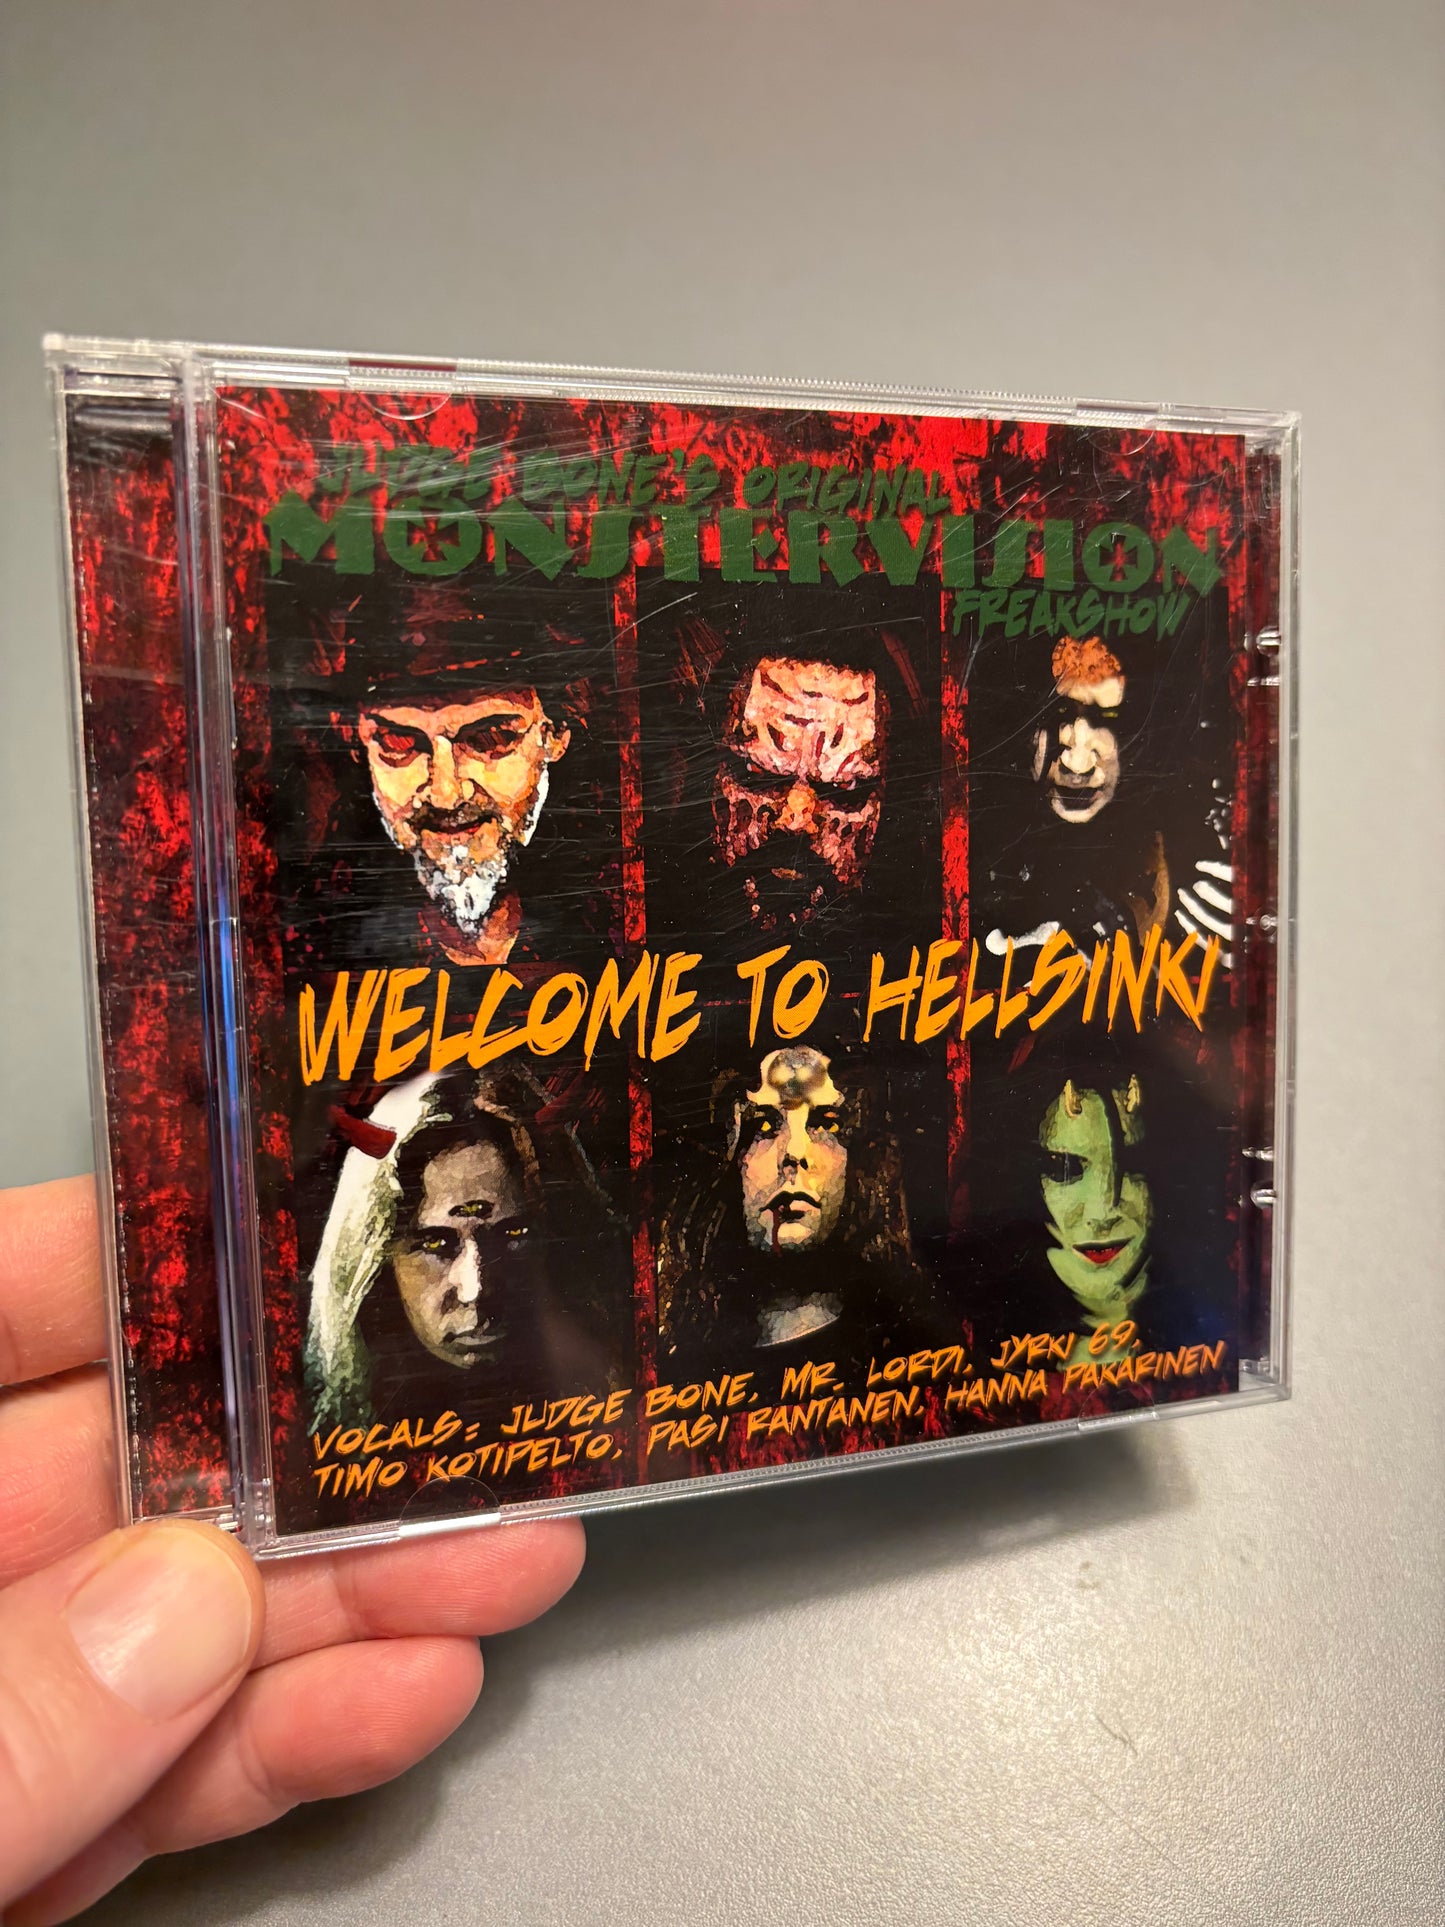 JUDGE BONE'S ORIGINAL
MONSTERVISION
FREAKSHOW
WELCOME TO HELLSINKI
VOCALS: JUDGE BONE, MR. LORDI, JYRKI 69,
TIMO KOTIPELTO, PASI RANTANEN, HANNA PAKARINEN